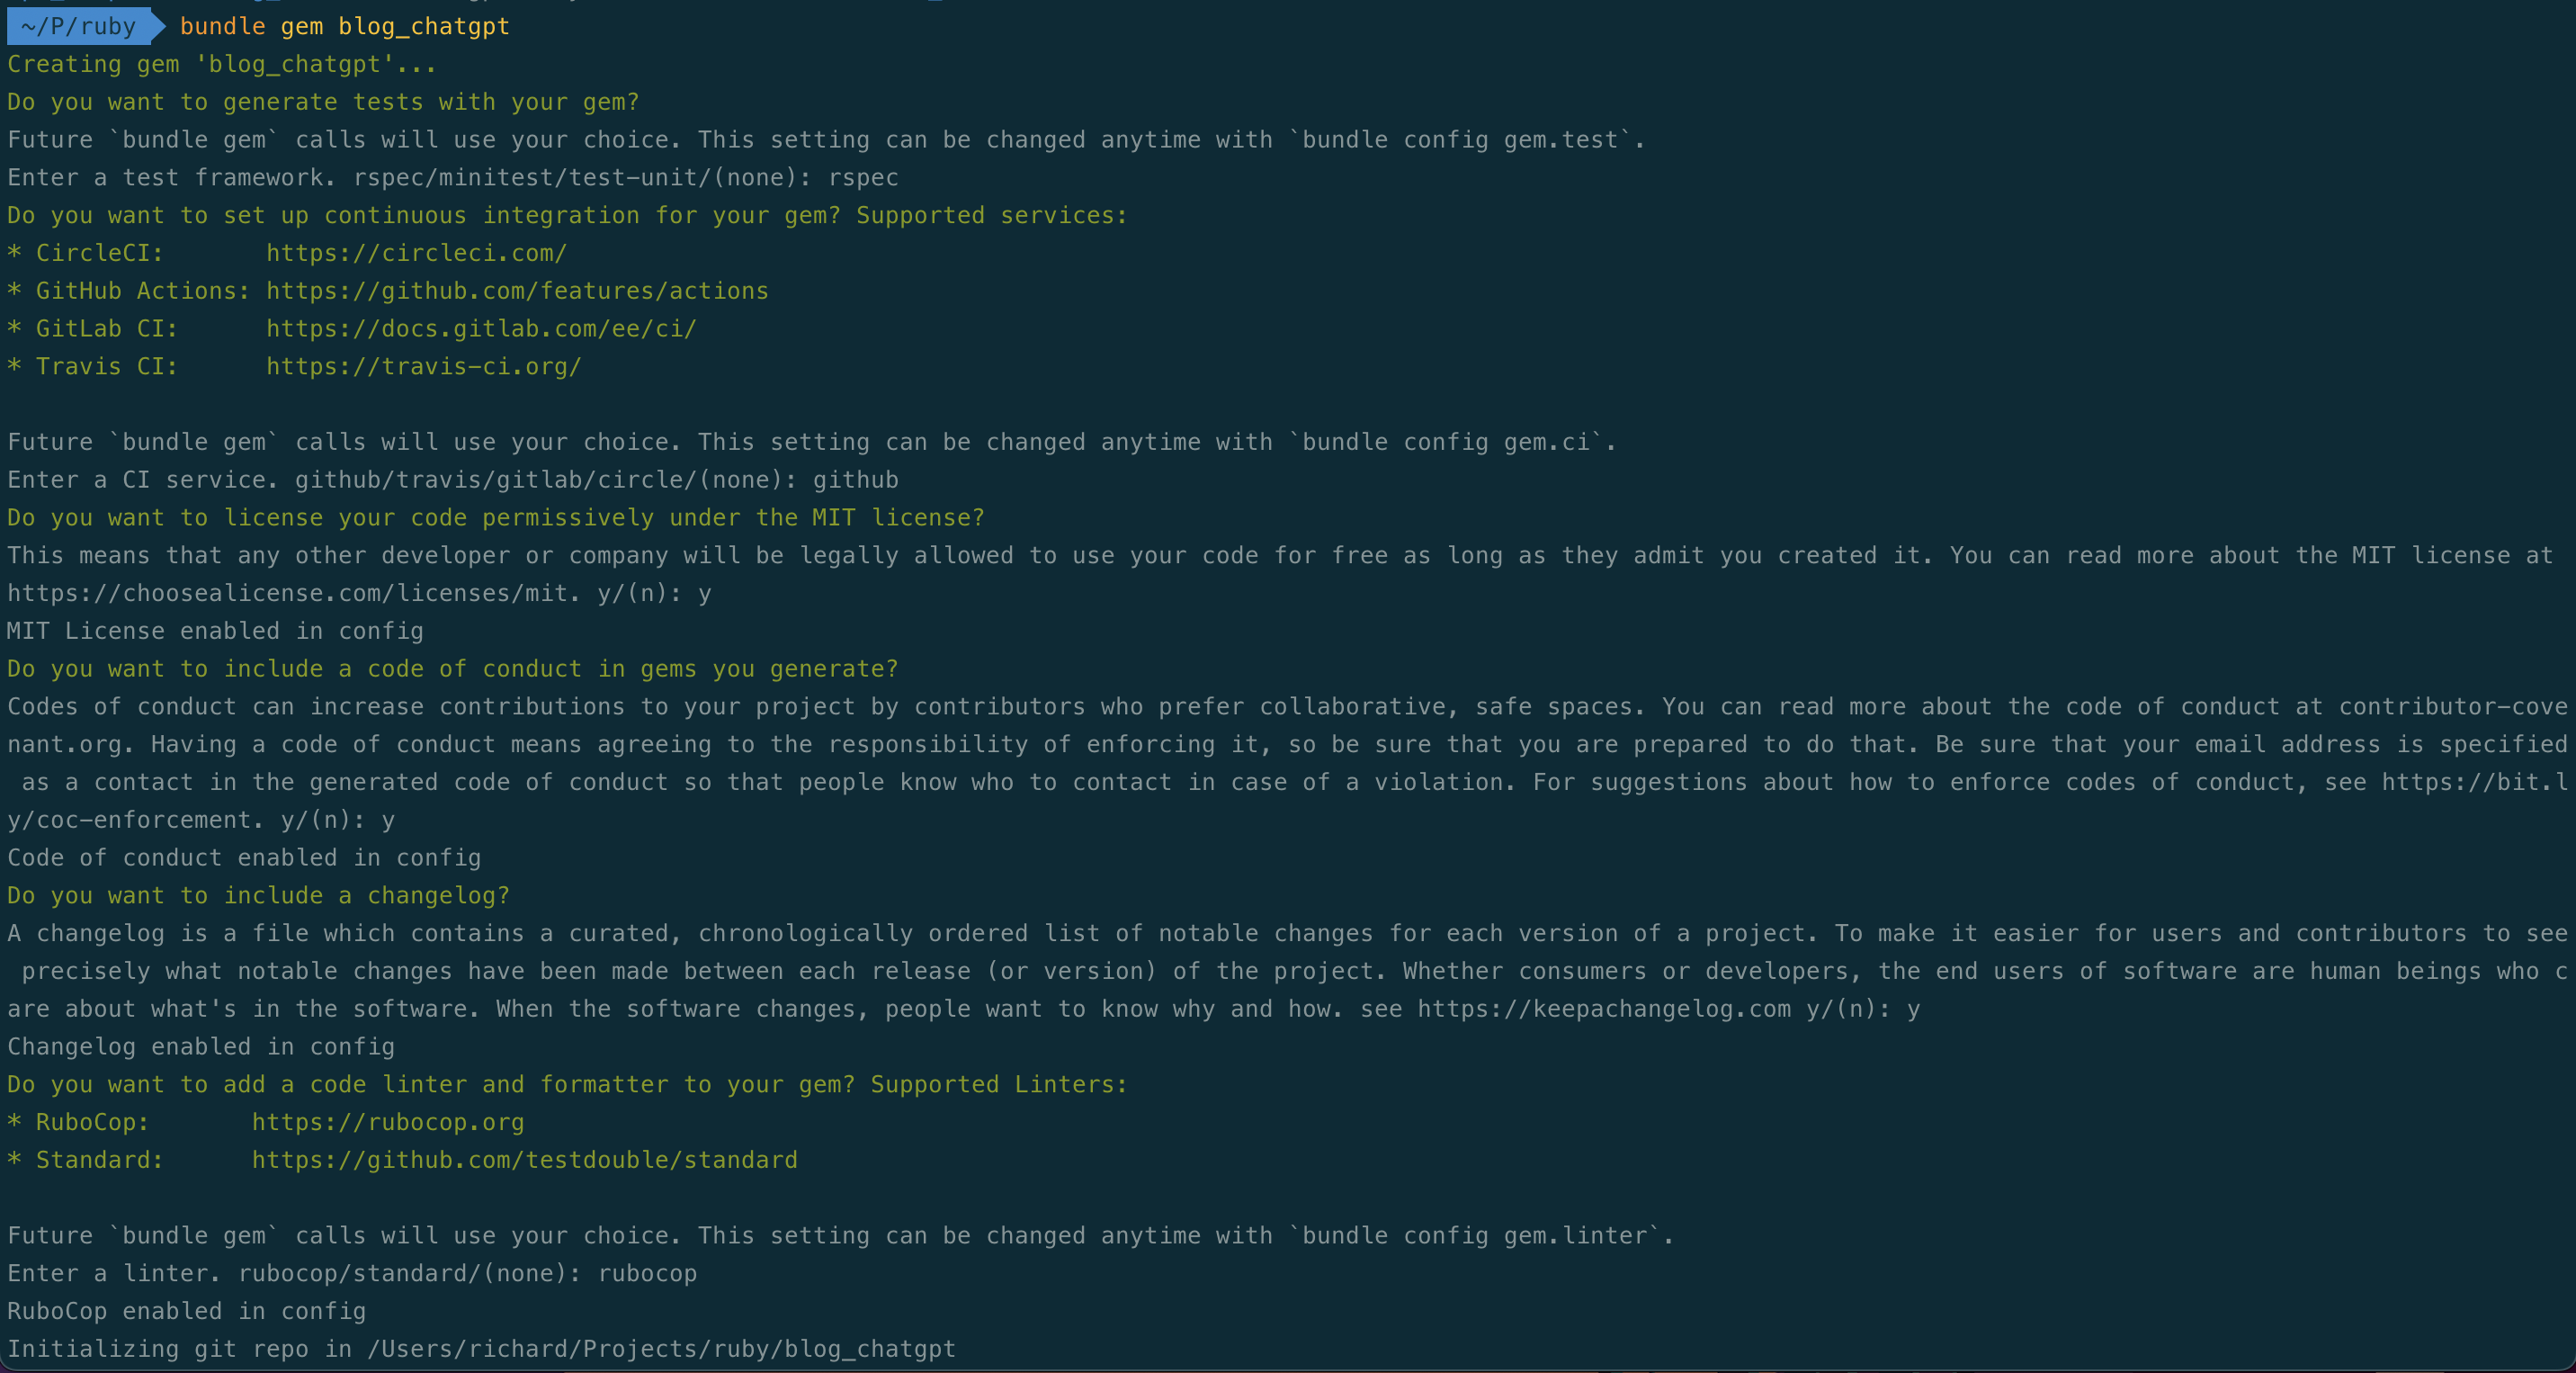 ~/P/ruby bundle gem blog_chatgpt
Creating gem 'blog_chatgpt'...
Do you want to generate tests with your gem?
Future `bundle gem` calls will use your choice. This setting can be changed anytime with `bundle config gem.test`.
Enter a test framework. rspec/minitest/test-unit/(none): rspec
Do you want to set up continuous integration for your gem? Supported services:
* CircleCI:       https://circleci.com/
* GitHub Actions: https://github.com/features/actions
* GitLab CI:      https://docs.gitlab.com/ee/ci/
* Travis CI:      https://travis-ci.org/
Future `bundle gem` calls will use your choice. This setting can be changed anytime with `bundle config gem.ci`.
Enter a CI service. github/travis/gitlab/circle/(none): github
Do you want to license your code permissively under the MIT license?
This means that any other developer or company will be legally allowed to use your code for free as long as they admit you created it. You can read more about the MIT license at
https://choosealicense.com/licenses/mit. y/(n): y
MIT License enabled in config
Do you want to include a code of conduct in gems you generate?
Codes of conduct can increase contributions to your project by contributors who prefer collaborative, safe spaces. You can read more about the code of conduct at contributor-cove
nant.org. Having a code of conduct means agreeing to the responsibility of enforcing it, so be sure that you are prepared to do that. Be sure that your email address is specified
 as a contact in the generated code of conduct so that people know who to contact in case of a violation. For suggestions about how to enforce codes of conduct, see https://bit.l
y/coc-enforcement. y/(n): y
Code of conduct enabled in config
Do you want to include a changelog?
A changelog is a file which contains a curated, chronologically ordered list of notable changes for each version of a project. To make it easier for users and contributors to see
 precisely what notable changes have been made between each release (or version) of the project. Whether consumers or developers, the end users of software are human beings who c
are about what's in the software. When the software changes, people want to know why and how. see https://keepachangelog.com y/(n): y
Changelog enabled in config
Do you want to add a code linter and formatter to your gem? Supported Linters:
* RuboCop:       https://rubocop.org
* Standard:      https://github.com/testdouble/standard
Future `bundle gem` calls will use your choice. This setting can be changed anytime with `bundle config gem.linter`.
Enter a linter. rubocop/standard/(none): rubocop
RuboCop enabled in config
Initializing git repo in /Users/richard/Projects/ruby/blog_chatgpt